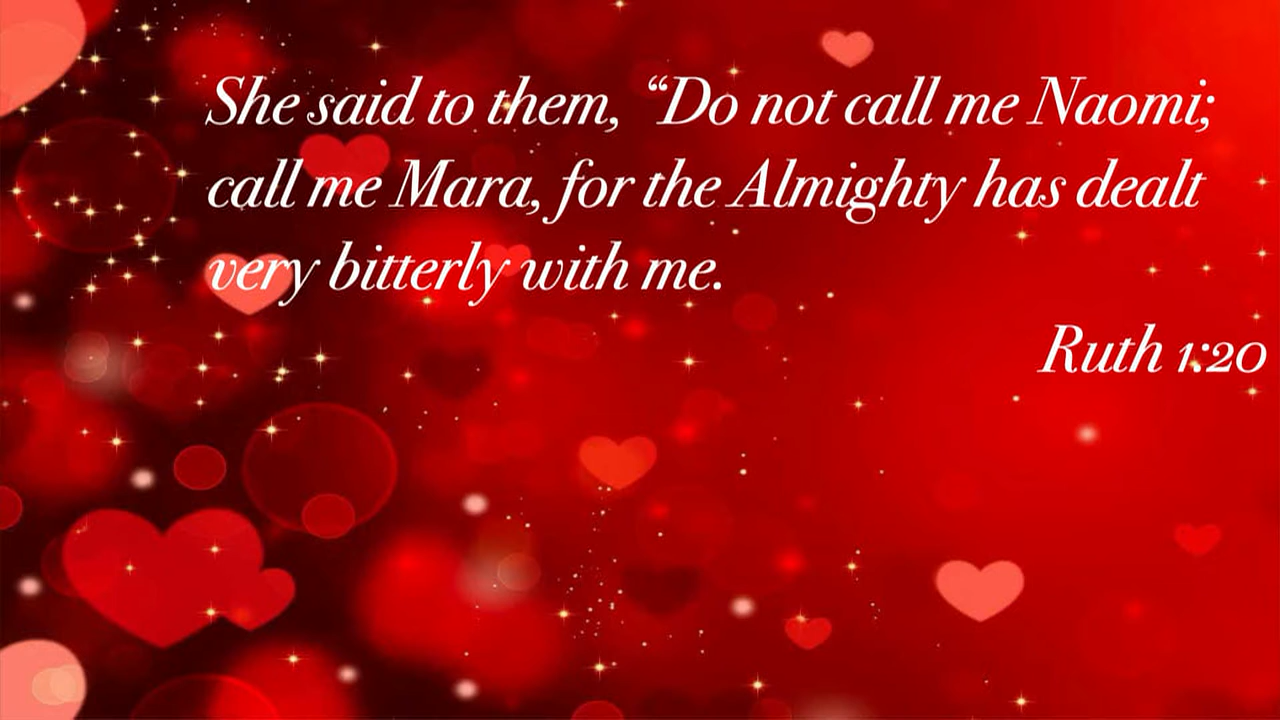 She said to them, “Do not call me Naomi;
call me Mara, for the Almighty has dealt
very bitterly with me.
Ruth 1:20